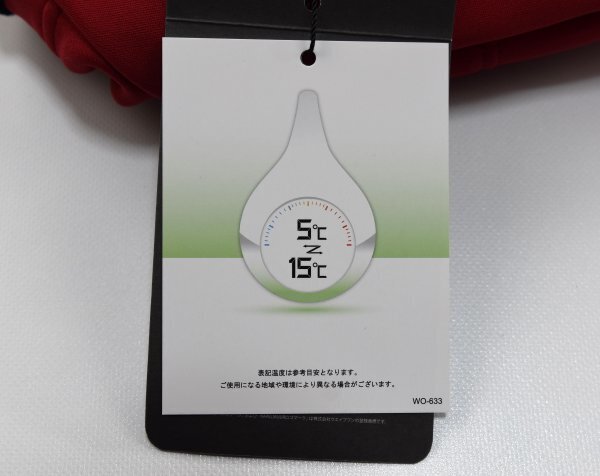 5℃
15℃
表記温度は参考目安となります。
ご使用になる地域や環境により異なる場合がございます。
WO-633